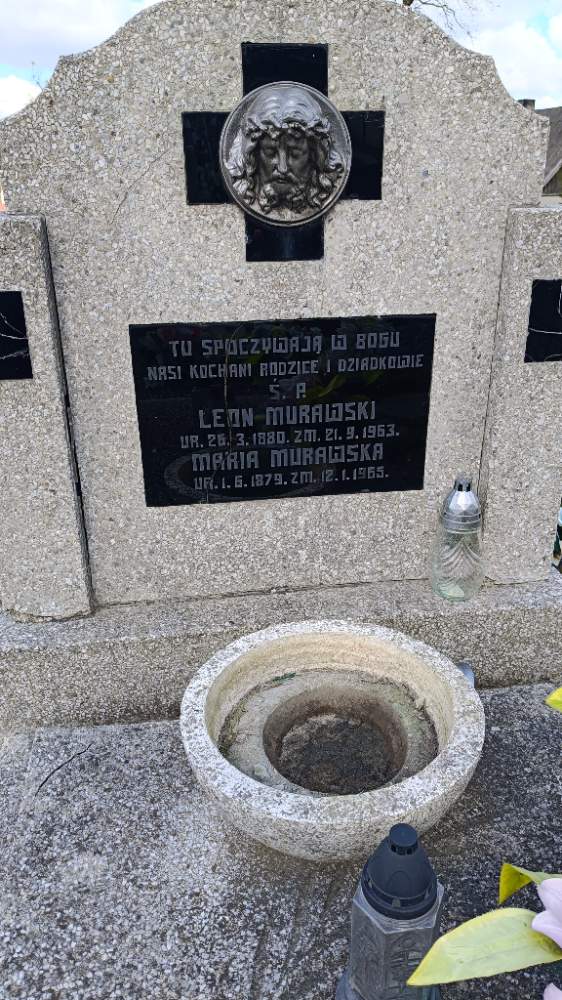 TU SPOCZYWAJĄ W BOGU
NASI KOCHANI RODZICE I DZIADKOWIE
Ś. P.
LEON MURAWSKI
UR. 26. 3. 1880. ZM. 21. 9. 1963.
MARIA MURAWSKA
UR. 1. 6. 1879. ZM. 12. 1. 1965.